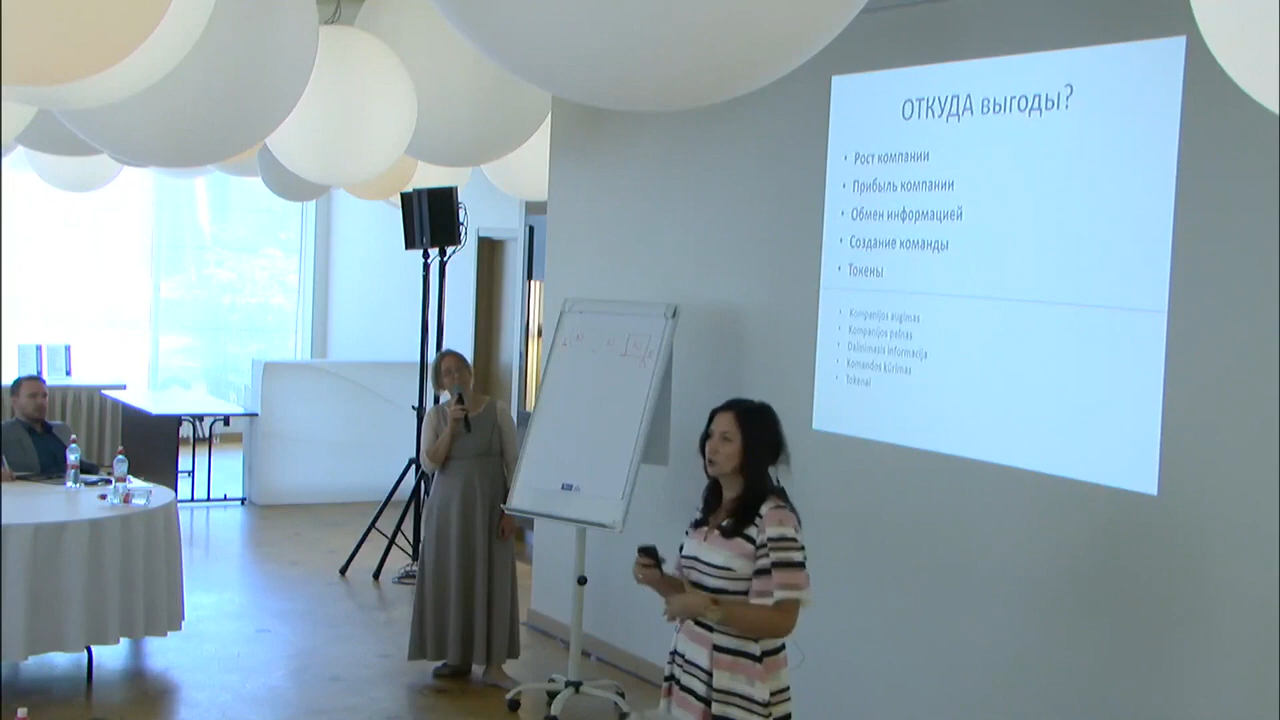 ОТКУДА выгоды?
• Рост компании
• Прибыль компании
• Обмен информацией
• Создание команды
• Токены
• Kompanijos augimas
• Kompanijos pelnas
• Dalinimasis informacija
• Komandos kūrimas
• Tokenai